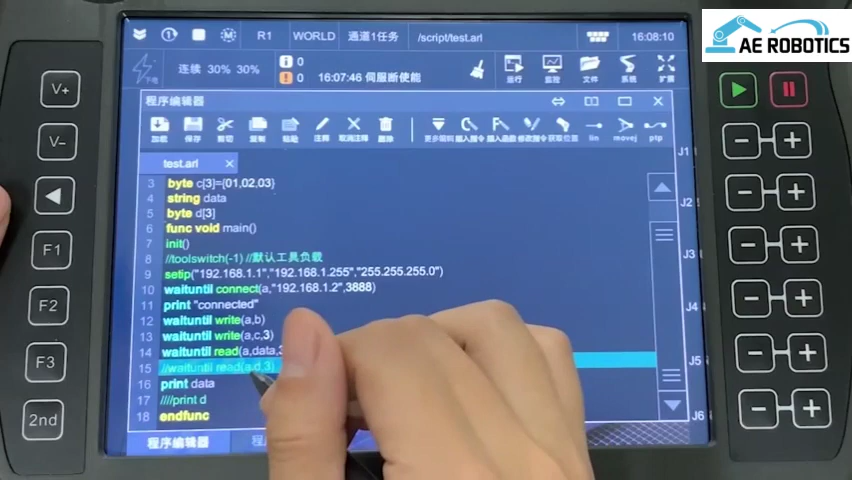 R1 WORLD 通道1任务 /script/test.arl 16:08:10
AE ROBOTICS
下电 连续 30% 30% 0
0 16:07:46 伺服断使能
运行 监控 文件 系统 扩展
程序编辑器
加载 保存 剪切 复制 粘贴 注释 取消注释 删除 更多编辑 插入指令 插入函数 修改指令 获取位置 lin movej ptp
test.arl
3 byte c[3]={01,02,03}
4 string data
5 byte d[3]
6 func void main()
7 init()
8 //toolswitch(-1) //默认工具负载
9 setip("192.168.1.1","192.168.1.255","255.255.255.0")
10 waituntil connect(a,"192.168.1.2",3888)
11 print "connected"
12 waituntil write(a,b)
13 waituntil write(a,c,3)
14 waituntil read(a,data,3
15 //waituntil read(a,d,3)
16 print data
17 ////print d
18 endfunc
程序编辑器 程
V+
V−
F1
F2
F3
2nd
J1
J2
J3
J4
J5
J6
− +
− +
− +
− +
− +
− +